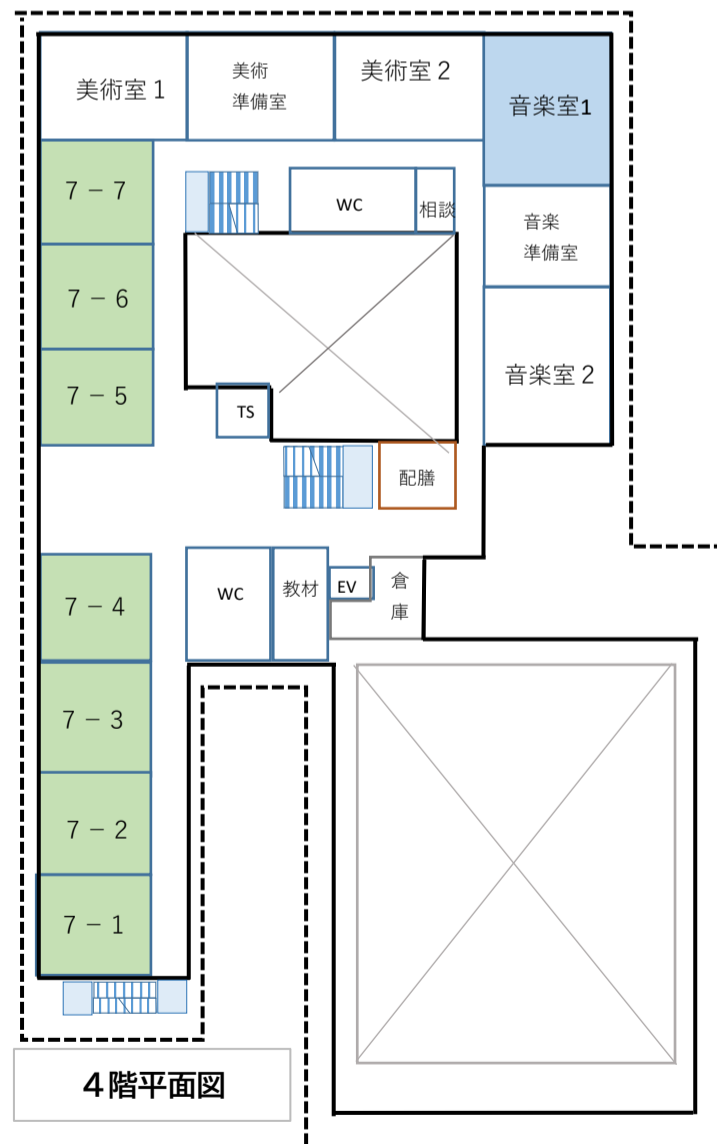 美術室１
美術
準備室
美術室２
音楽室1
７－７
WC
相談
音楽
準備室
７－６
音楽室２
７－５
TS
配膳
７－４
WC
教材
EV
倉
庫
７－３
７－２
７－１
４階平面図